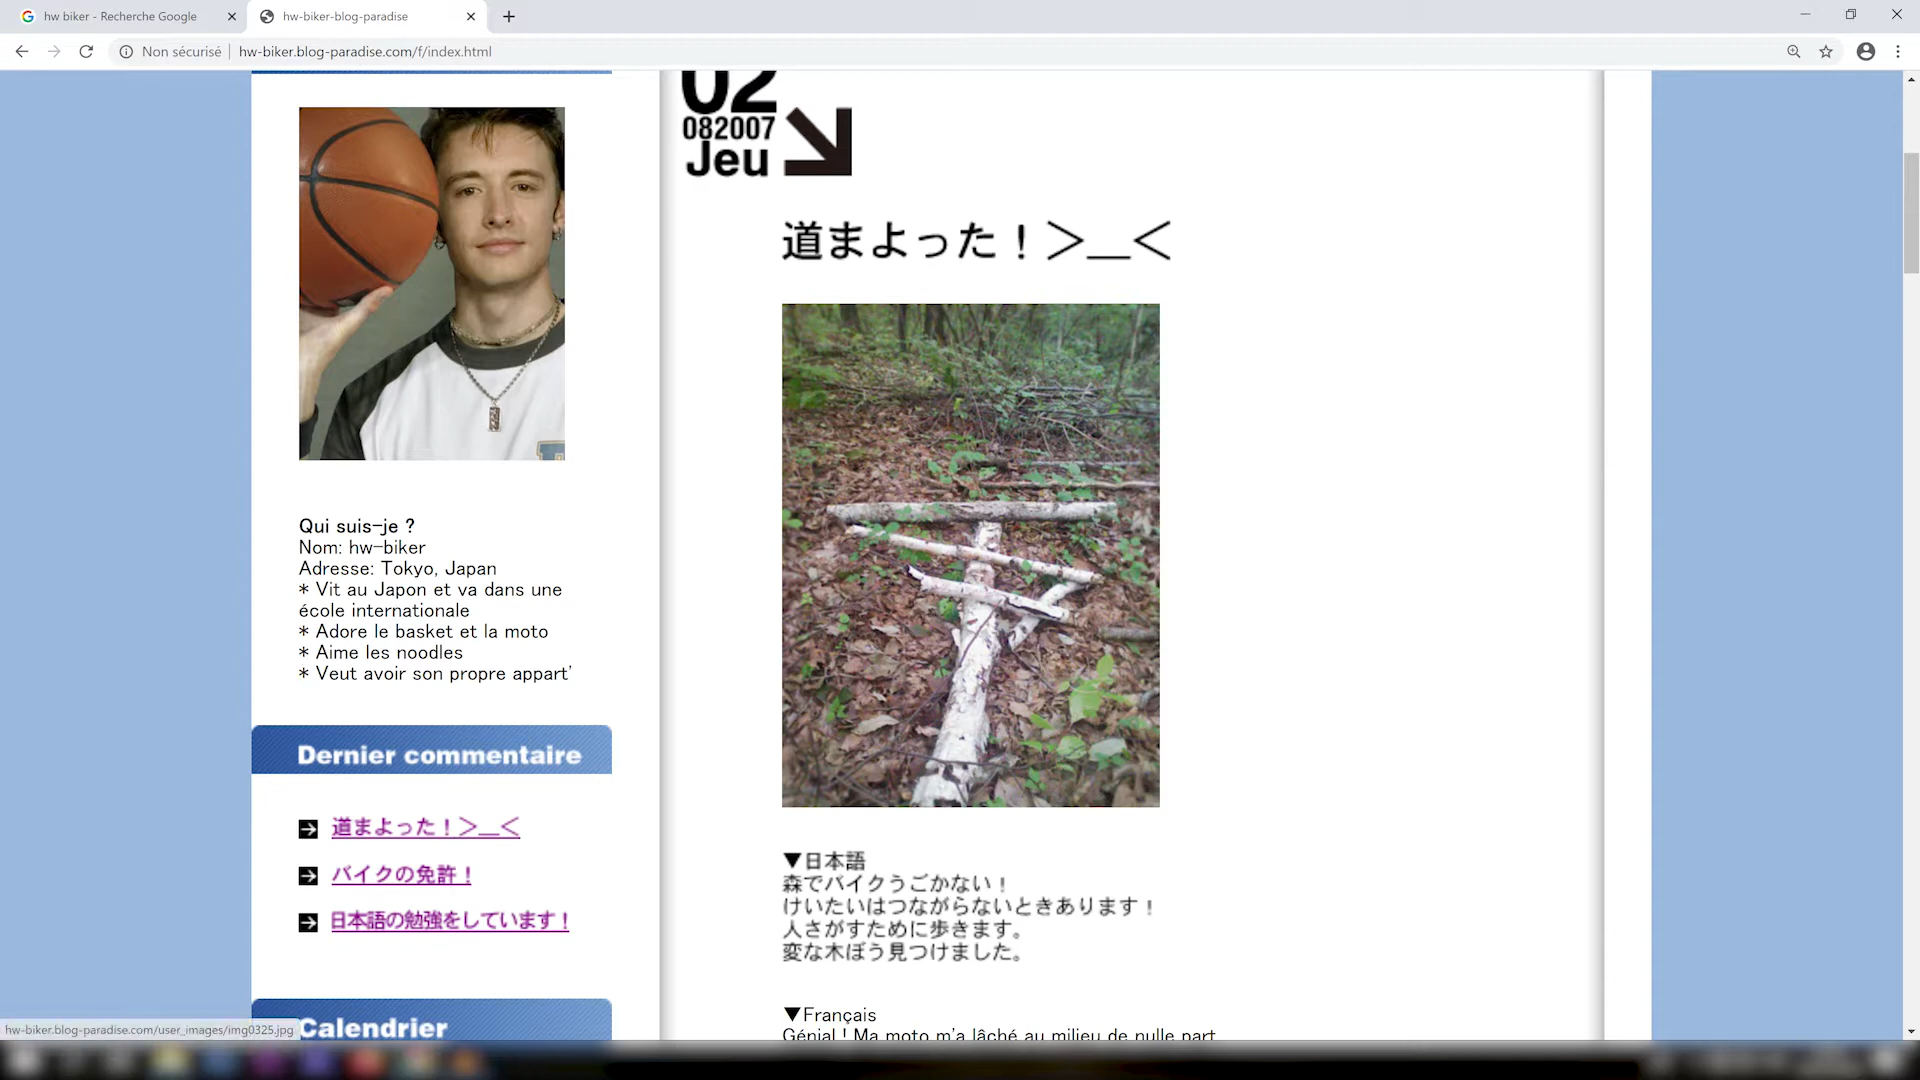 hw biker - Recherche Google
hw-biker-blog-paradise
Non sécurisé
hw-biker.blog-paradise.com/f/index.html
02
082007
Jeu
道まよった！＞＿＜
Qui suis-je ?
Nom: hw-biker
Adresse: Tokyo, Japan
* Vit au Japon et va dans une
école internationale
* Adore le basket et la moto
* Aime les noodles
* Veut avoir son propre appart'
Dernier commentaire
道まよった！＞＿＜
バイクの免許！
日本語の勉強をしています！
Calendrier
▼日本語
森でバイクうごかない！
けいたいはつながらないときあります！
人さがすために歩きます。
変な木ぼう見つけました。
▼Français
Génial ! Ma moto m'a lâché au milieu de nulle part
hw-biker.blog-paradise.com/user_images/img0325.jpg